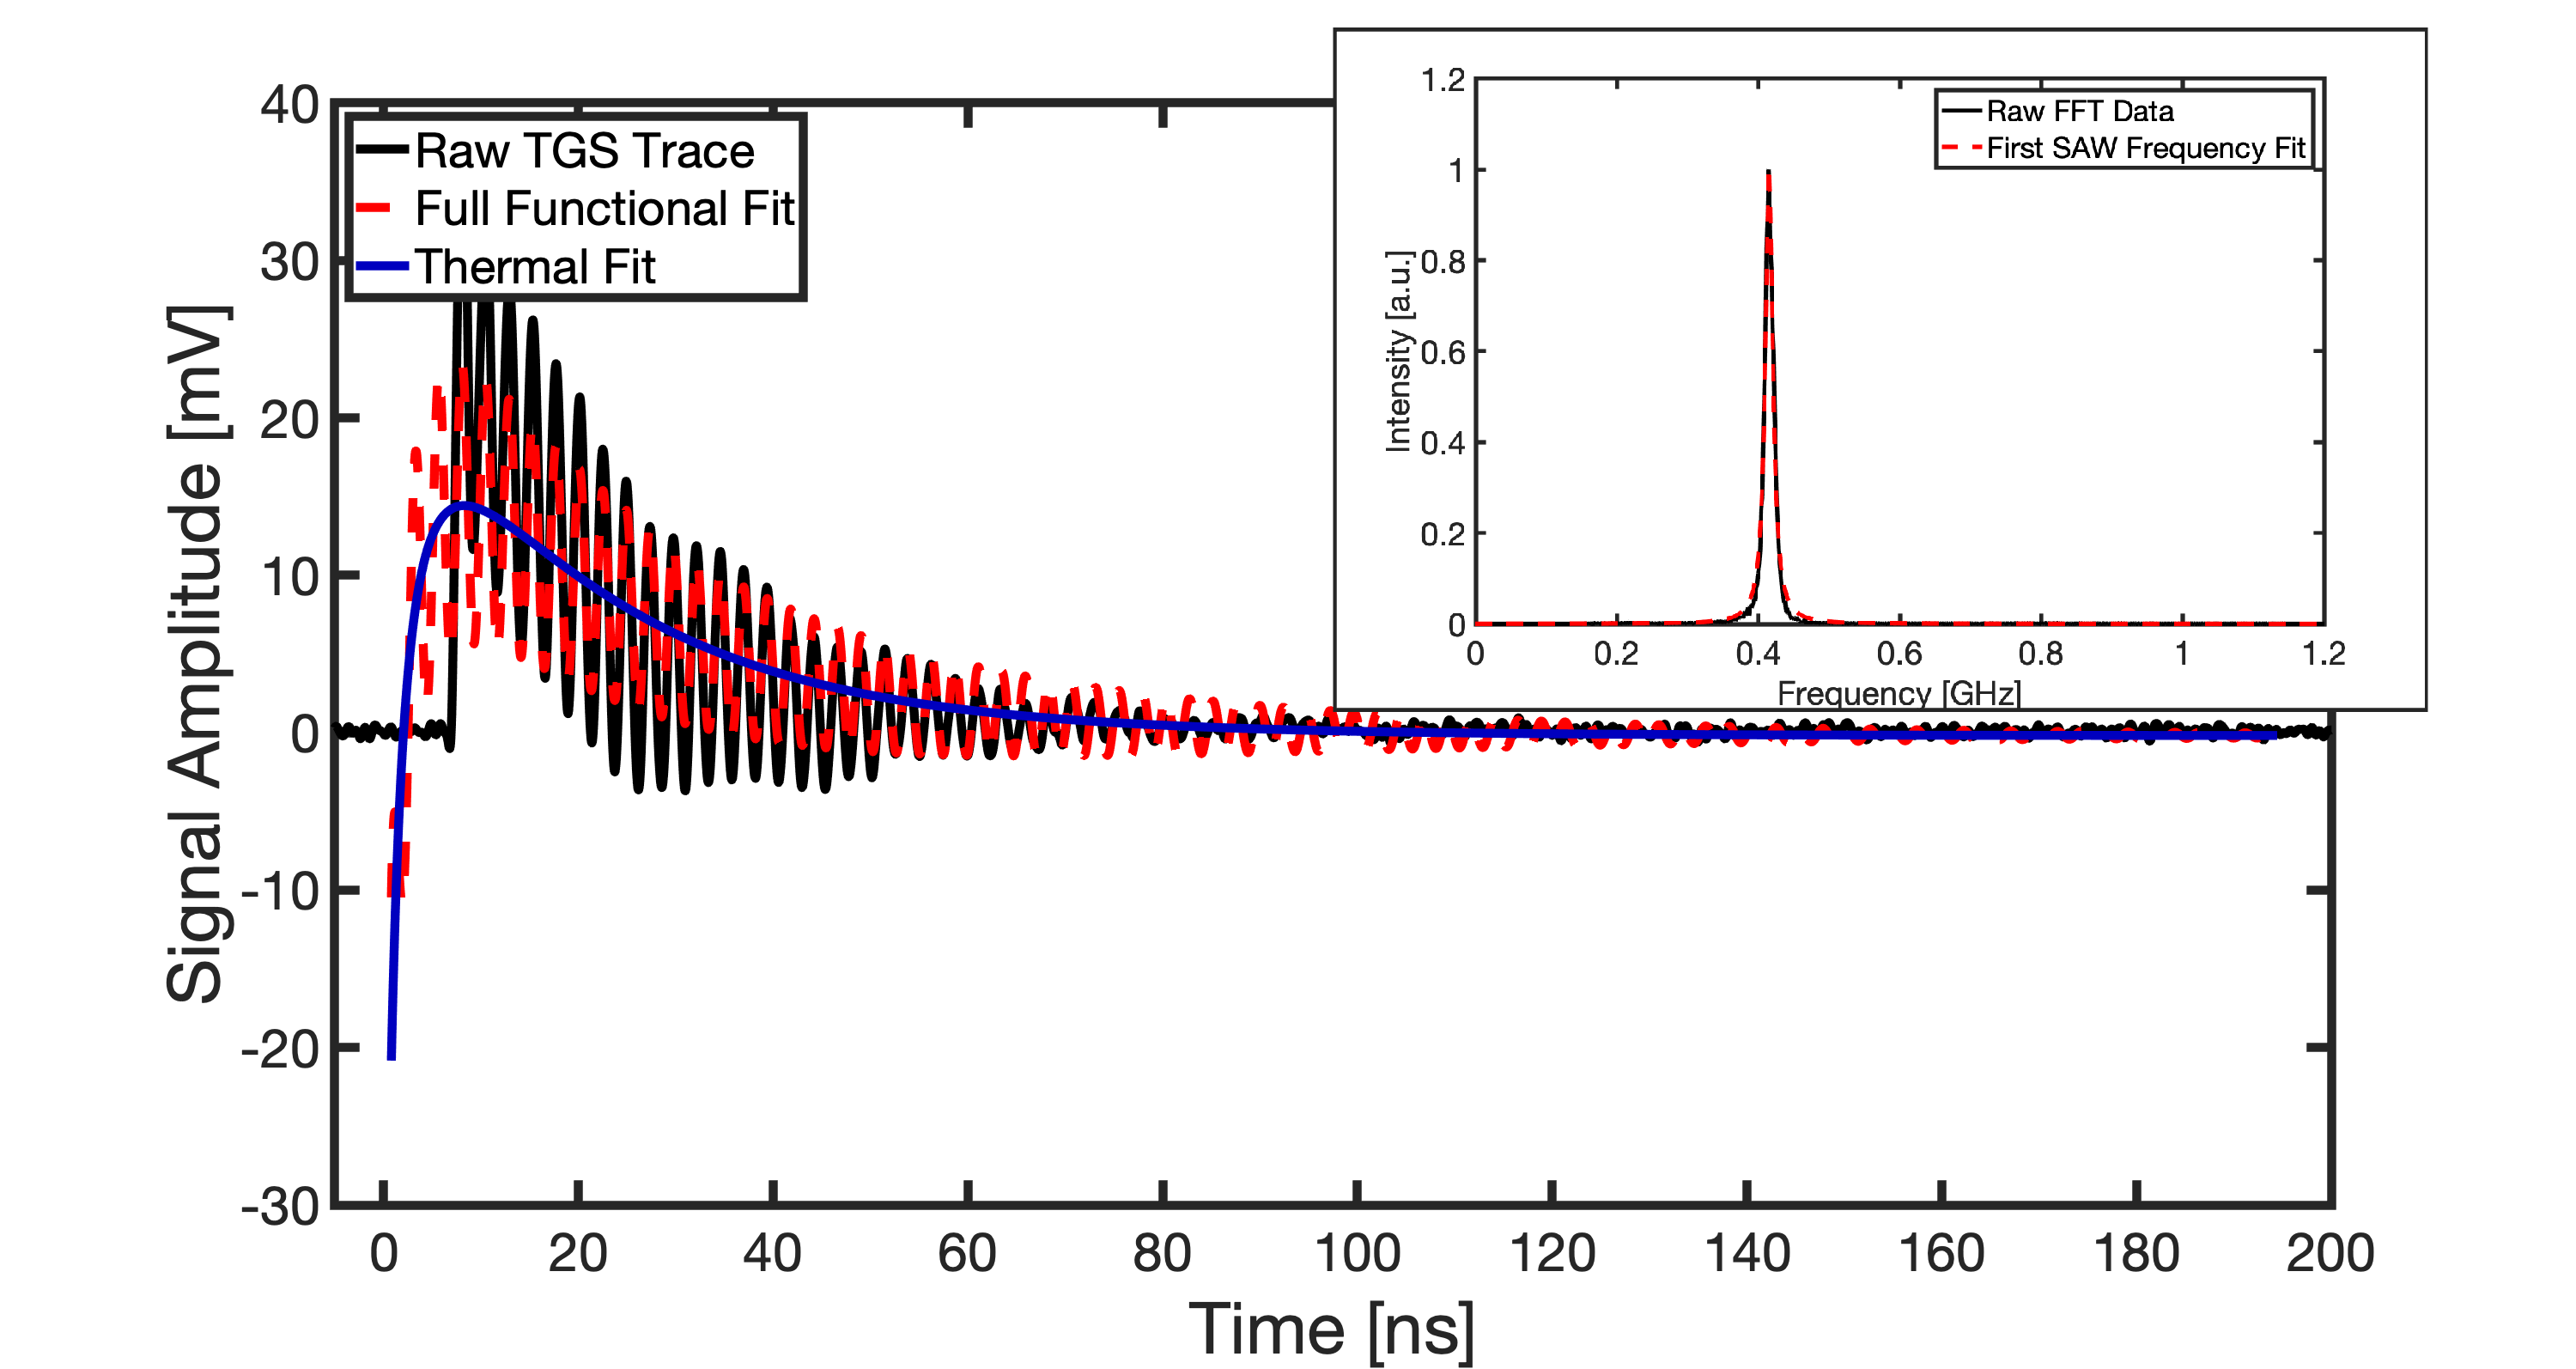 Signal Amplitude [mV]
40
30
20
10
0
-10
-20
-30
Raw TGS Trace
Full Functional Fit
Thermal Fit
0 20 40 60 80 100 120 140 160 180 200
Time [ns]
Intensity [a.u.]
1.2
1
0.8
0.6
0.4
0.2
0
Raw FFT Data
First SAW Frequency Fit
0 0.2 0.4 0.6 0.8 1 1.2
Frequency [GHz]